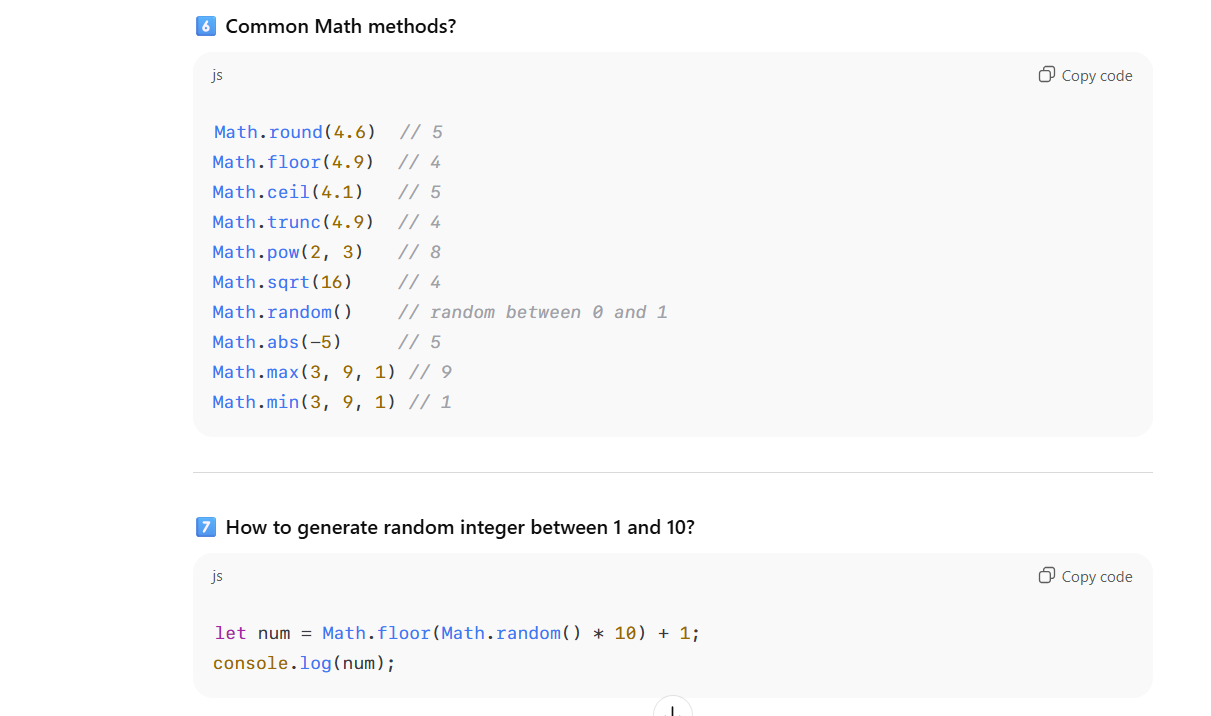 6 Common Math methods?
js
Copy code
Math.round(4.6)  // 5
Math.floor(4.9)  // 4
Math.ceil(4.1)   // 5
Math.trunc(4.9)  // 4
Math.pow(2, 3)   // 8
Math.sqrt(16)    // 4
Math.random()    // random between 0 and 1
Math.abs(-5)     // 5
Math.max(3, 9, 1) // 9
Math.min(3, 9, 1) // 1
7 How to generate random integer between 1 and 10?
js
Copy code
let num = Math.floor(Math.random() * 10) + 1;
console.log(num);